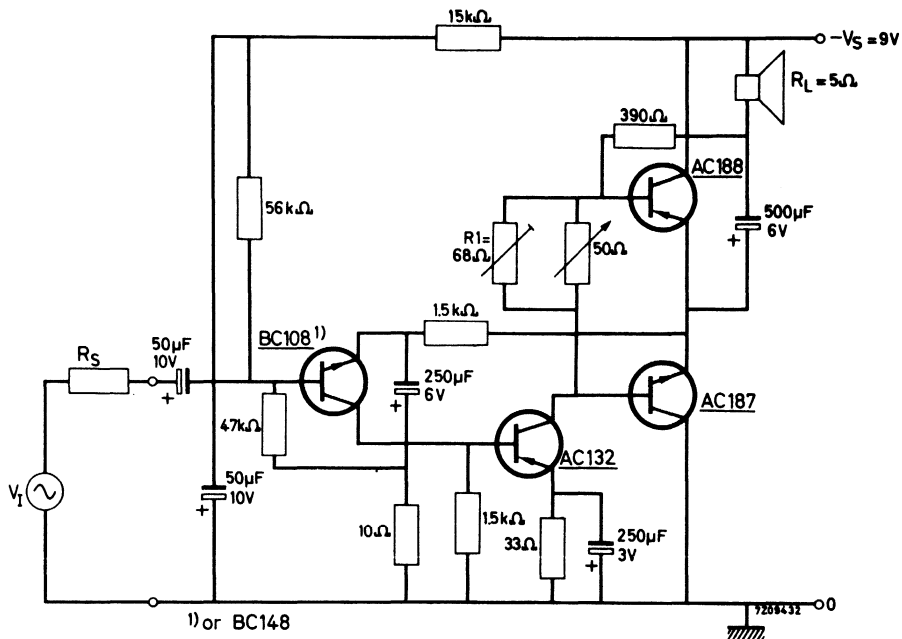 15kΩ
−VS = 9V
RL = 5Ω
390Ω
AC188
56kΩ
500µF
6V
+
R1=
68Ω
50Ω
1.5kΩ
BC108 1)
50µF
10V
RS
+
250µF
6V
+
AC187
47kΩ
AC132
VI
50µF
10V
+
10Ω
1.5kΩ
33Ω
250µF
3V
+
0
7209432
1) or BC148